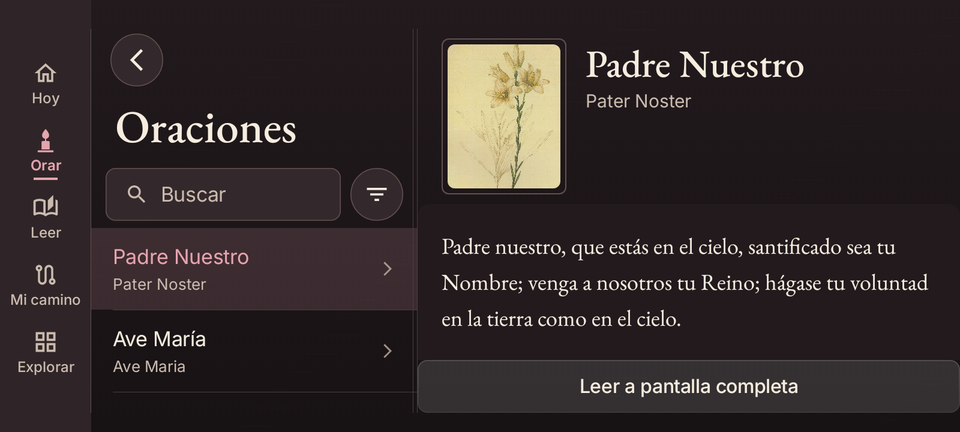 Hoy
Orar
Leer
Mi camino
Explorar
Oraciones
Buscar
Padre Nuestro
Pater Noster
Ave María
Ave Maria
Padre Nuestro
Pater Noster
Padre nuestro, que estás en el cielo, santificado sea tu
Nombre; venga a nosotros tu Reino; hágase tu voluntad
en la tierra como en el cielo.
Leer a pantalla completa